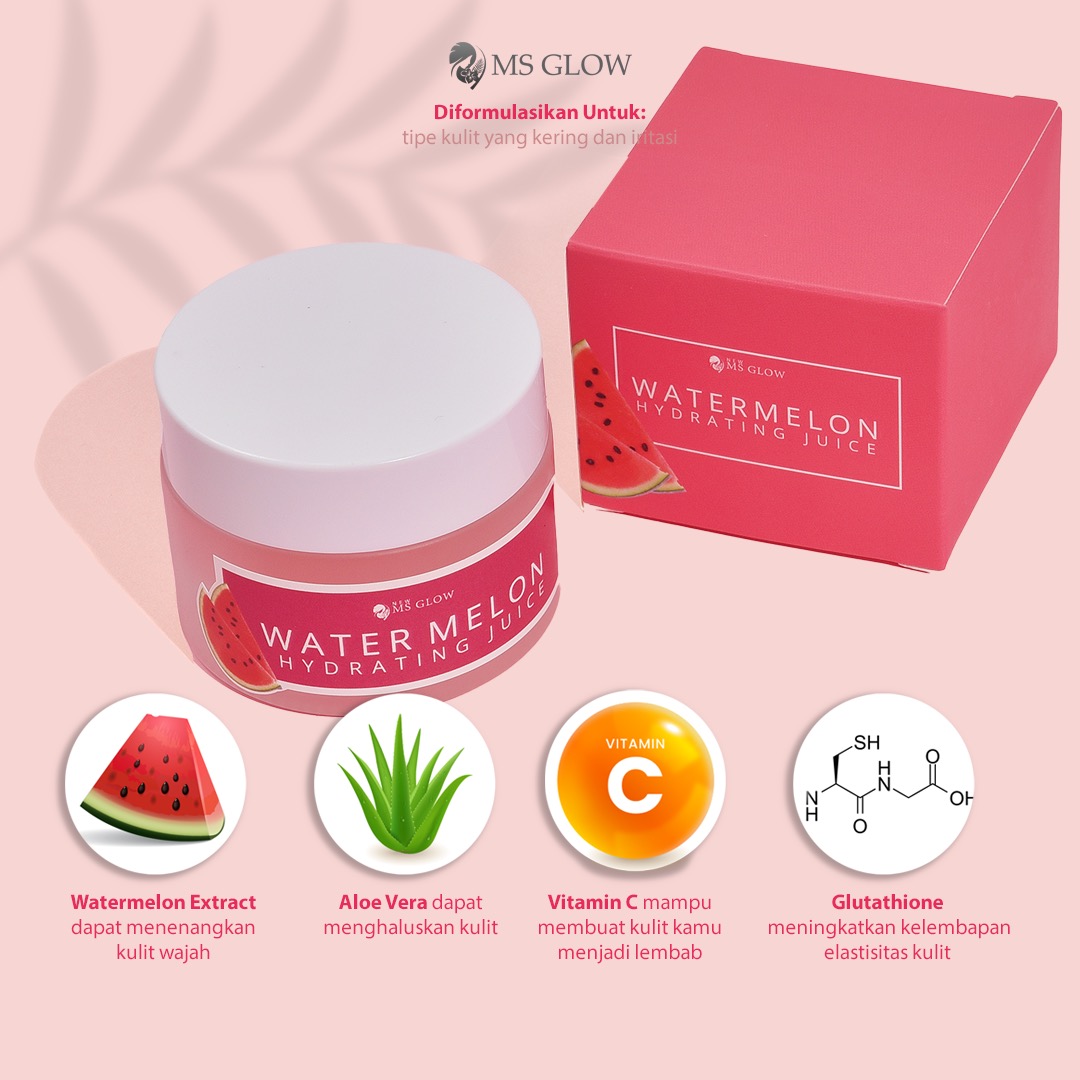 MS GLOW
Diformulasikan Untuk:
tipe kulit yang kering dan iritasi
NEW
MS GLOW
WATERMELON
HYDRATING JUICE
NEW
MS GLOW
WATER MELON
HYDRATING JUICE
VITAMIN
C
SH
H
N
O
OH
N
H
O
O
Watermelon Extract
dapat menenangkan
kulit wajah
Aloe Vera dapat
menghaluskan kulit
Vitamin C mampu
membuat kulit kamu
menjadi lembab
Glutathione
meningkatkan kelembapan
elastisitas kulit